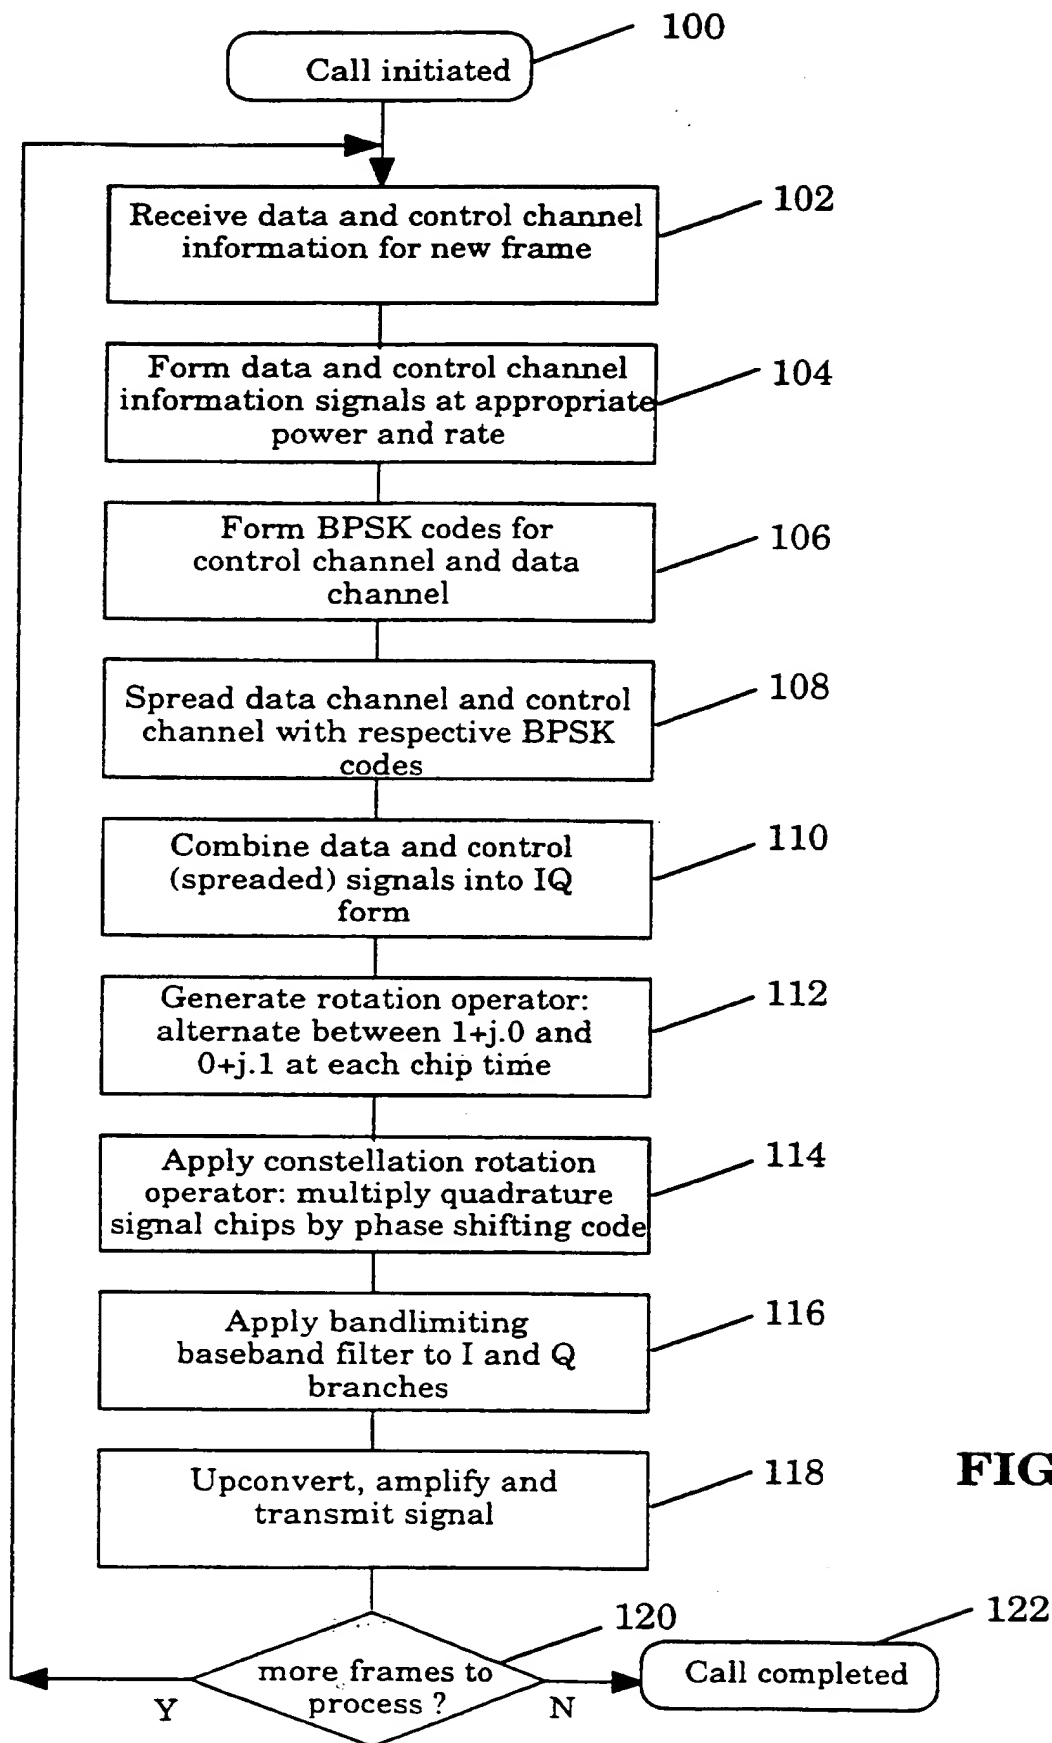 100
Call initiated
102
Receive data and control channel
information for new frame
104
Form data and control channel
information signals at appropriate
power and rate
106
Form BPSK codes for
control channel and data
channel
108
Spread data channel and control
channel with respective BPSK
codes
110
Combine data and control
(spreaded) signals into IQ
form
112
Generate rotation operator:
alternate between 1+j.0 and
0+j.1 at each chip time
114
Apply constellation rotation
operator: multiply quadrature
signal chips by phase shifting code
116
Apply bandlimiting
baseband filter to I and Q
branches
118
Upconvert, amplify and
transmit signal
FIG
120
122
more frames to
process ?
Y
N
Call completed